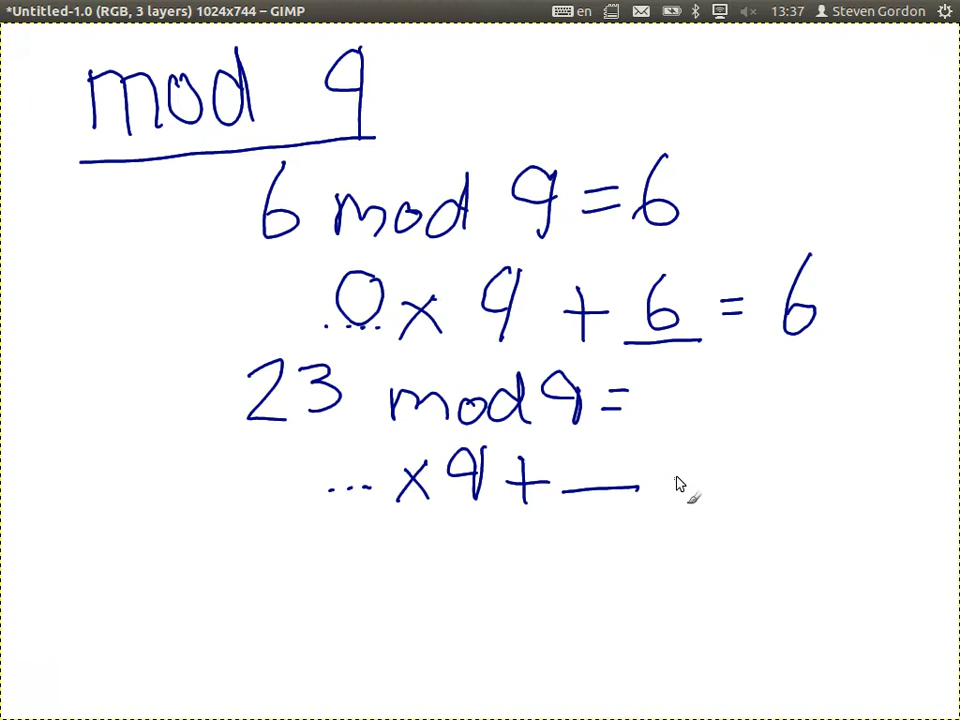 *Untitled-1.0 (RGB, 3 layers) 1024x744 – GIMP en 13:37 Steven Gordon
mod 9
6 mod 9 = 6
0 x 9 + 6 = 6
23 mod 9 =
... x 9 + __